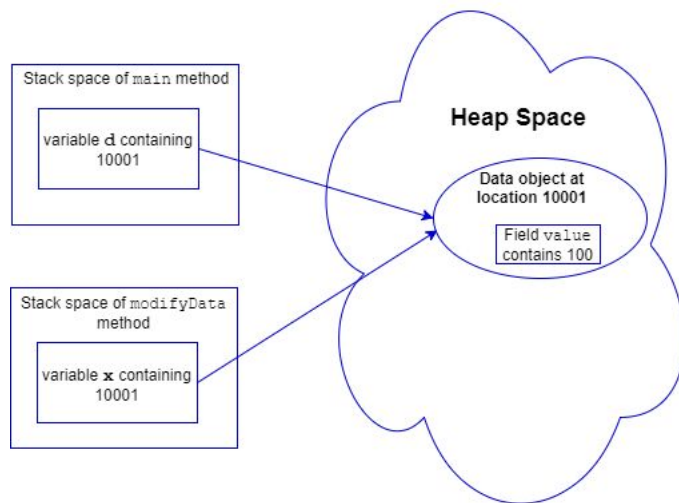 Stack space of main method
variable d containing
10001
Heap Space
Data object at
location 10001
Field value
contains 100
Stack space of modifyData
method
variable x containing
10001